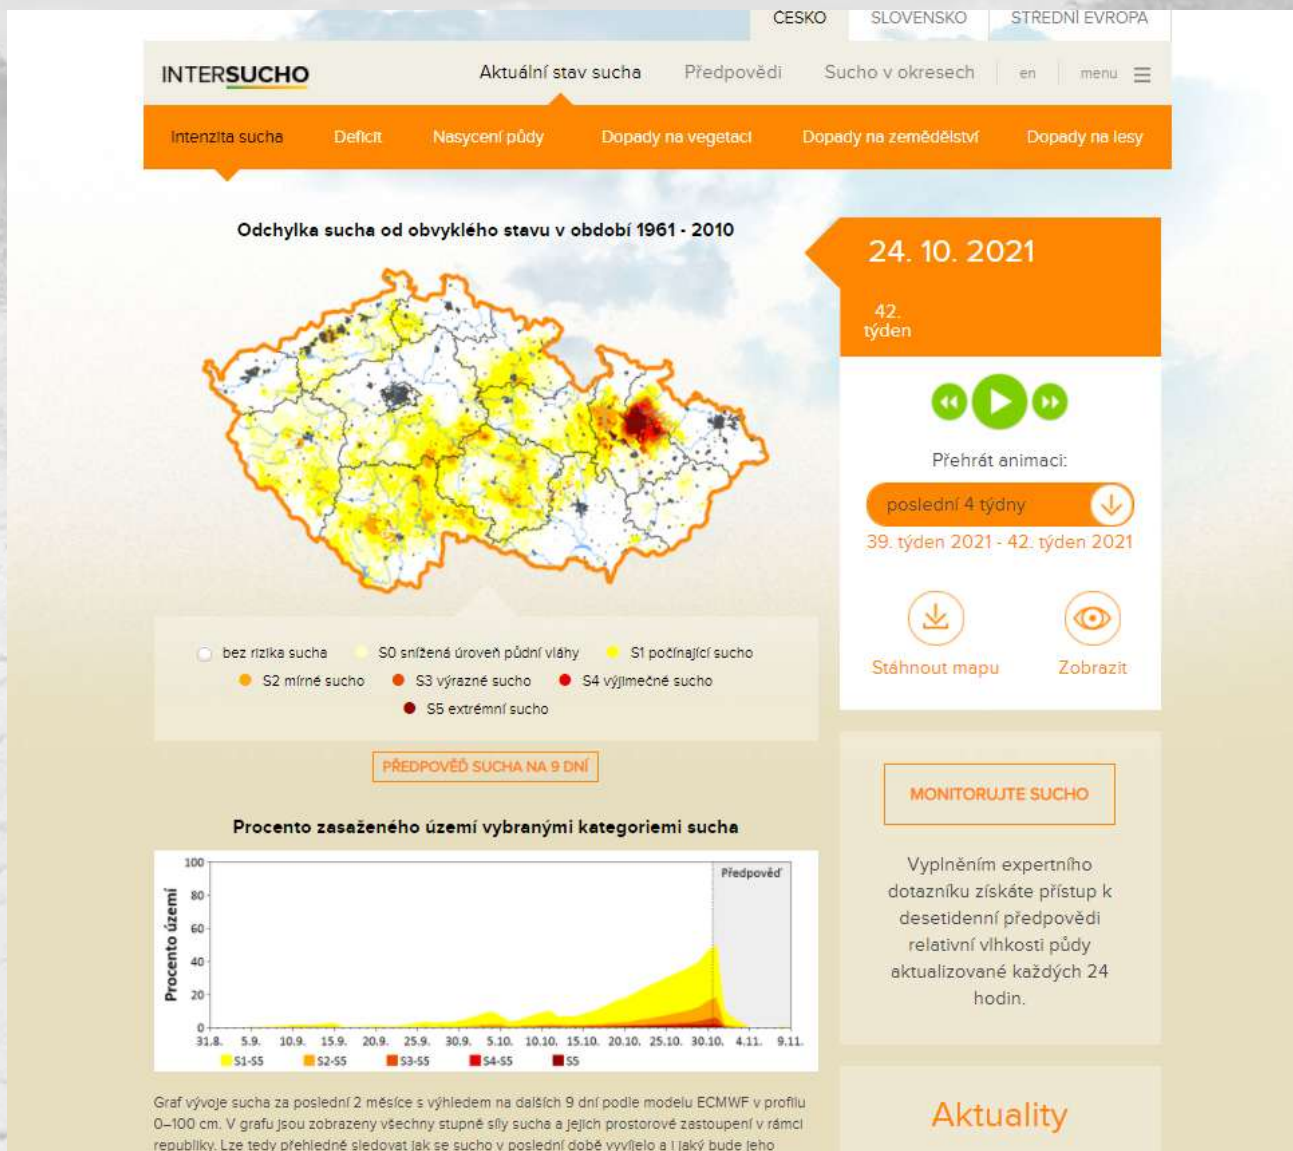 ČESKO SLOVENSKO STŘEDNÍ EVROPA
INTERSUCHO Aktuální stav sucha Předpovědi Sucho v okresech en menu
Intenzita sucha Deficit Nasycení půdy Dopady na vegetaci Dopady na zemědělství Dopady na lesy
Odchylka sucha od obvyklého stavu v období 1961 - 2010
24. 10. 2021
42.
týden
Přehrát animaci:
poslední 4 týdny
39. týden 2021 - 42. týden 2021
Stáhnout mapu Zobrazit
bez rizika sucha S0 snížená úroveň půdní vláhy S1 počínající sucho
S2 mírné sucho S3 výrazné sucho S4 výjimečné sucho
S5 extrémní sucho
PŘEDPOVĚĎ SUCHA NA 9 DNÍ
Procento zasaženého území vybranými kategoriemi sucha
Procento území
100
80
60
40
20
0
Předpověď
31.8. 5.9. 10.9. 15.9. 20.9. 25.9. 30.9. 5.10. 10.10. 15.10. 20.10. 25.10. 30.10. 4.11. 9.11.
S1-S5 S2-S5 S3-S5 S4-S5 S5
Graf vývoje sucha za poslední 2 měsíce s výhledem na dalších 9 dní podle modelu ECMWF v profilu
0–100 cm. V grafu jsou zobrazeny všechny stupně síly sucha a jejich prostorové zastoupení v rámci
republiky. Lze tedy přehledně sledovat jak se sucho v poslední době vyvíjelo a i jaký bude jeho
MONITORUJTE SUCHO
Vyplněním expertního
dotazníku získáte přístup k
desetidenní předpovědi
relativní vlhkosti půdy
aktualizované každých 24
hodin.
Aktuality